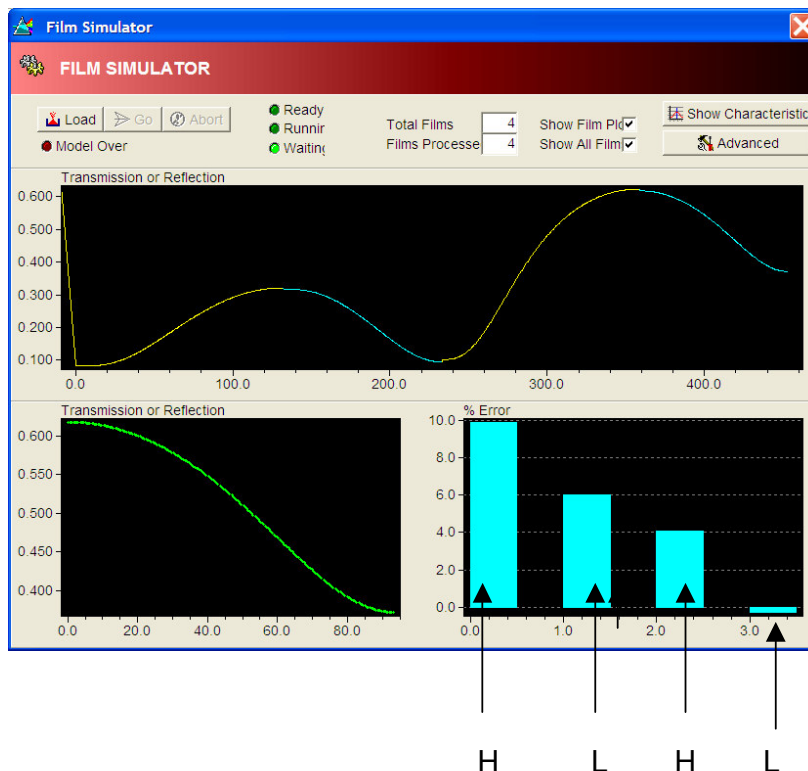 Film Simulator
FILM SIMULATOR
Load Go Abort
Model Over
Ready
Runnir
Waiting
Total Films 4
Films Processe 4
Show Film Plo
Show All Film
Show Characteristic
Advanced
Transmission or Reflection
0.600
0.500
0.400
0.300
0.200
0.100
0.0 100.0 200.0 300.0 400.0
Transmission or Reflection
0.600
0.550
0.500
0.450
0.400
0.0 20.0 40.0 60.0 80.0
% Error
10.0
8.0
6.0
4.0
2.0
0.0
0.0 1.0 2.0 3.0
H L H L